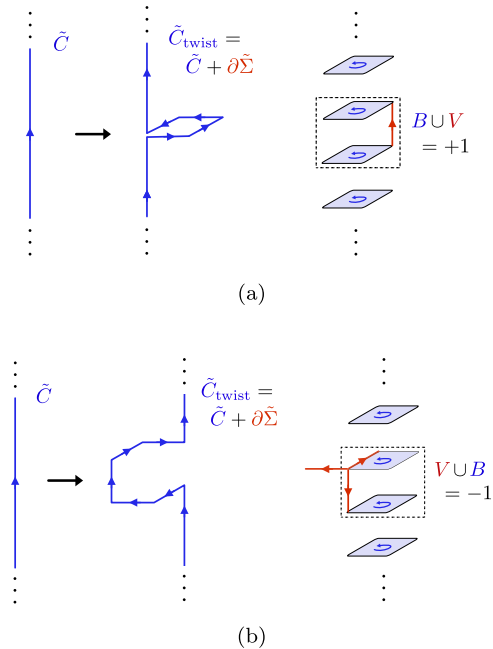 C̃
C̃twist =
C̃ + ∂Σ̃
B ∪ V
= +1
(a)
C̃
C̃twist =
C̃ + ∂Σ̃
V ∪ B
= −1
(b)